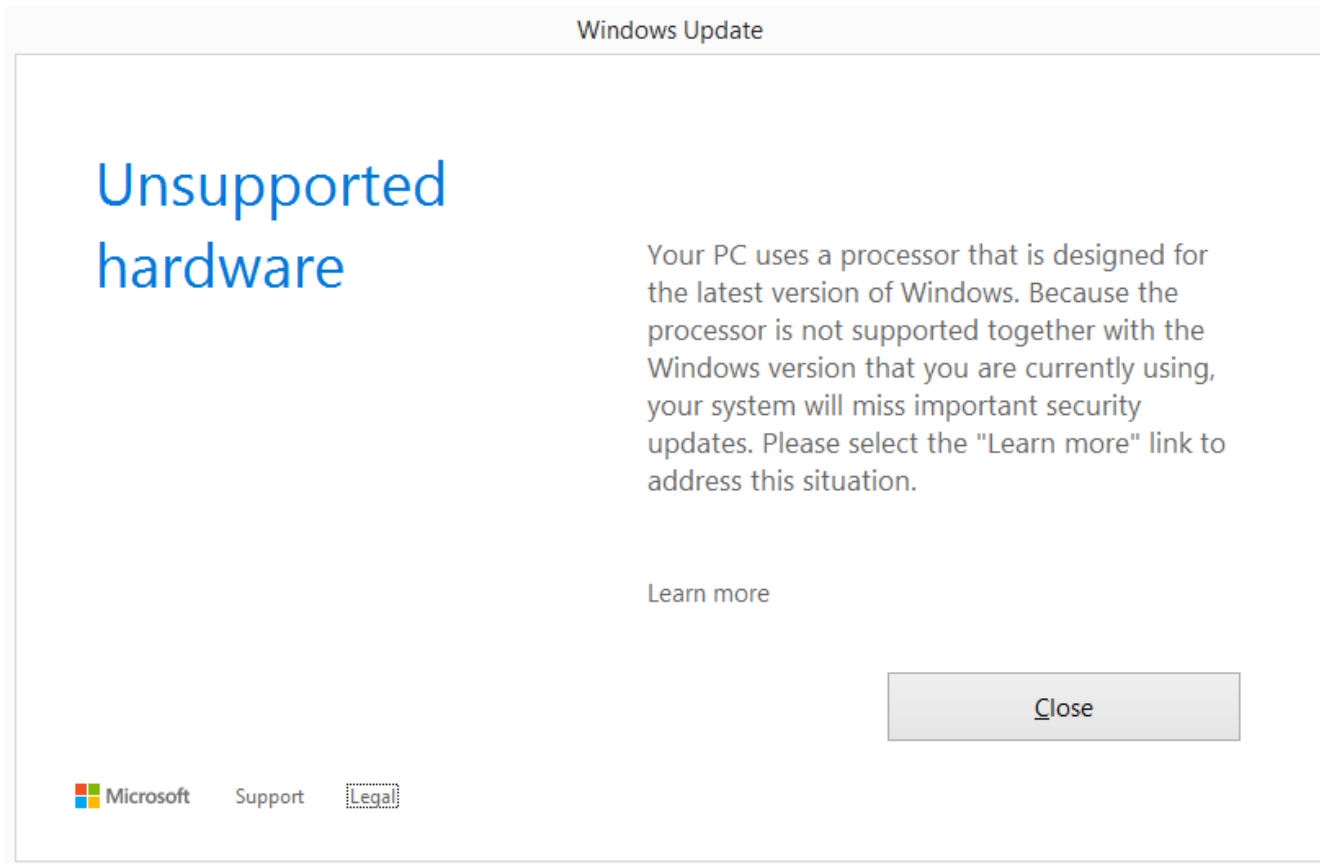 Windows Update
Unsupported
hardware
Your PC uses a processor that is designed for
the latest version of Windows. Because the
processor is not supported together with the
Windows version that you are currently using,
your system will miss important security
updates. Please select the "Learn more" link to
address this situation.
Learn more
Close
Microsoft Support Legal